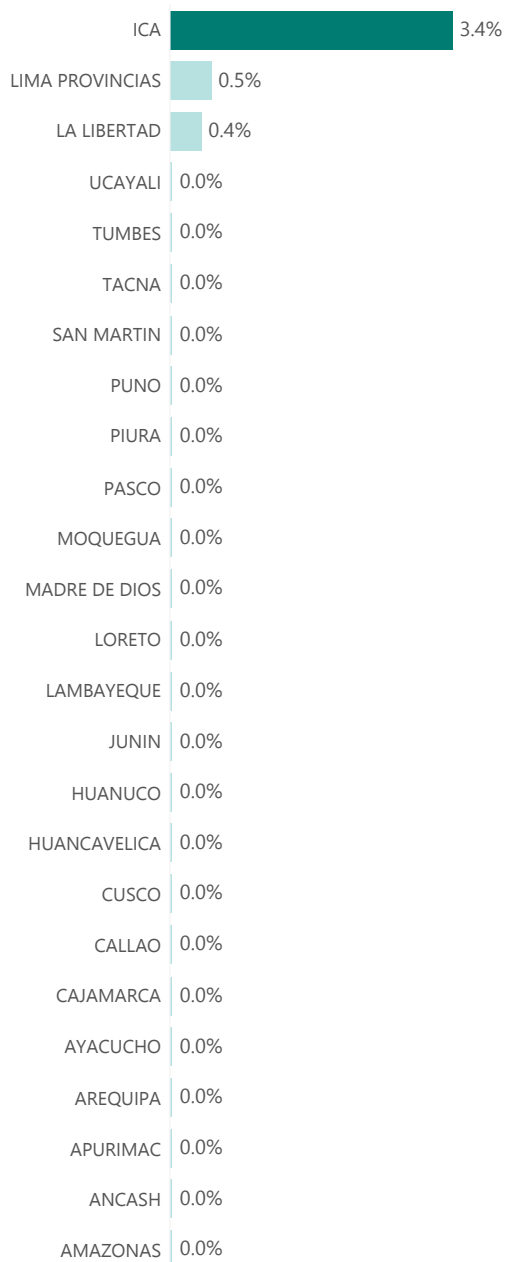 ICA 3.4%
LIMA PROVINCIAS 0.5%
LA LIBERTAD 0.4%
UCAYALI 0.0%
TUMBES 0.0%
TACNA 0.0%
SAN MARTIN 0.0%
PUNO 0.0%
PIURA 0.0%
PASCO 0.0%
MOQUEGUA 0.0%
MADRE DE DIOS 0.0%
LORETO 0.0%
LAMBAYEQUE 0.0%
JUNIN 0.0%
HUANUCO 0.0%
HUANCAVELICA 0.0%
CUSCO 0.0%
CALLAO 0.0%
CAJAMARCA 0.0%
AYACUCHO 0.0%
AREQUIPA 0.0%
APURIMAC 0.0%
ANCASH 0.0%
AMAZONAS 0.0%